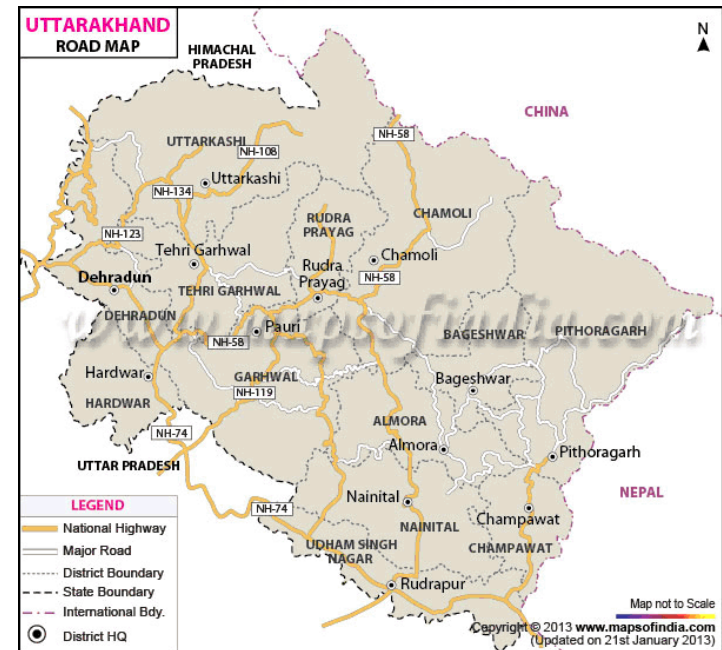 UTTARAKHAND
ROAD MAP
N
HIMACHAL
PRADESH
CHINA
NH-58
UTTARKASHI
NH-108
Uttarkashi
NH-134
RUDRA
PRAYAG
CHAMOLI
NH-123
Tehri Garhwal
Chamoli
Dehradun
TEHRI GARHWAL
Rudra
Prayag
NH-58
DEHRADUN
www.mapsofindia.com
Pauri
NH-58
BAGESHWAR
PITHORAGARH
Hardwar
GARHWAL
Bageshwar
HARDWAR
NH-119
ALMORA
NH-74
Almora
Pithoragarh
UTTAR PRADESH
NEPAL
Nainital
Champawat
NH-74
NAINITAL
UDHAM SINGH
NAGAR
CHAMPAWAT
Rudrapur
LEGEND
National Highway
Major Road
District Boundary
State Boundary
International Bdy.
District HQ
Map not to Scale
Copyright © 2013 www.mapsofindia.com
(Updated on 21st January 2013)